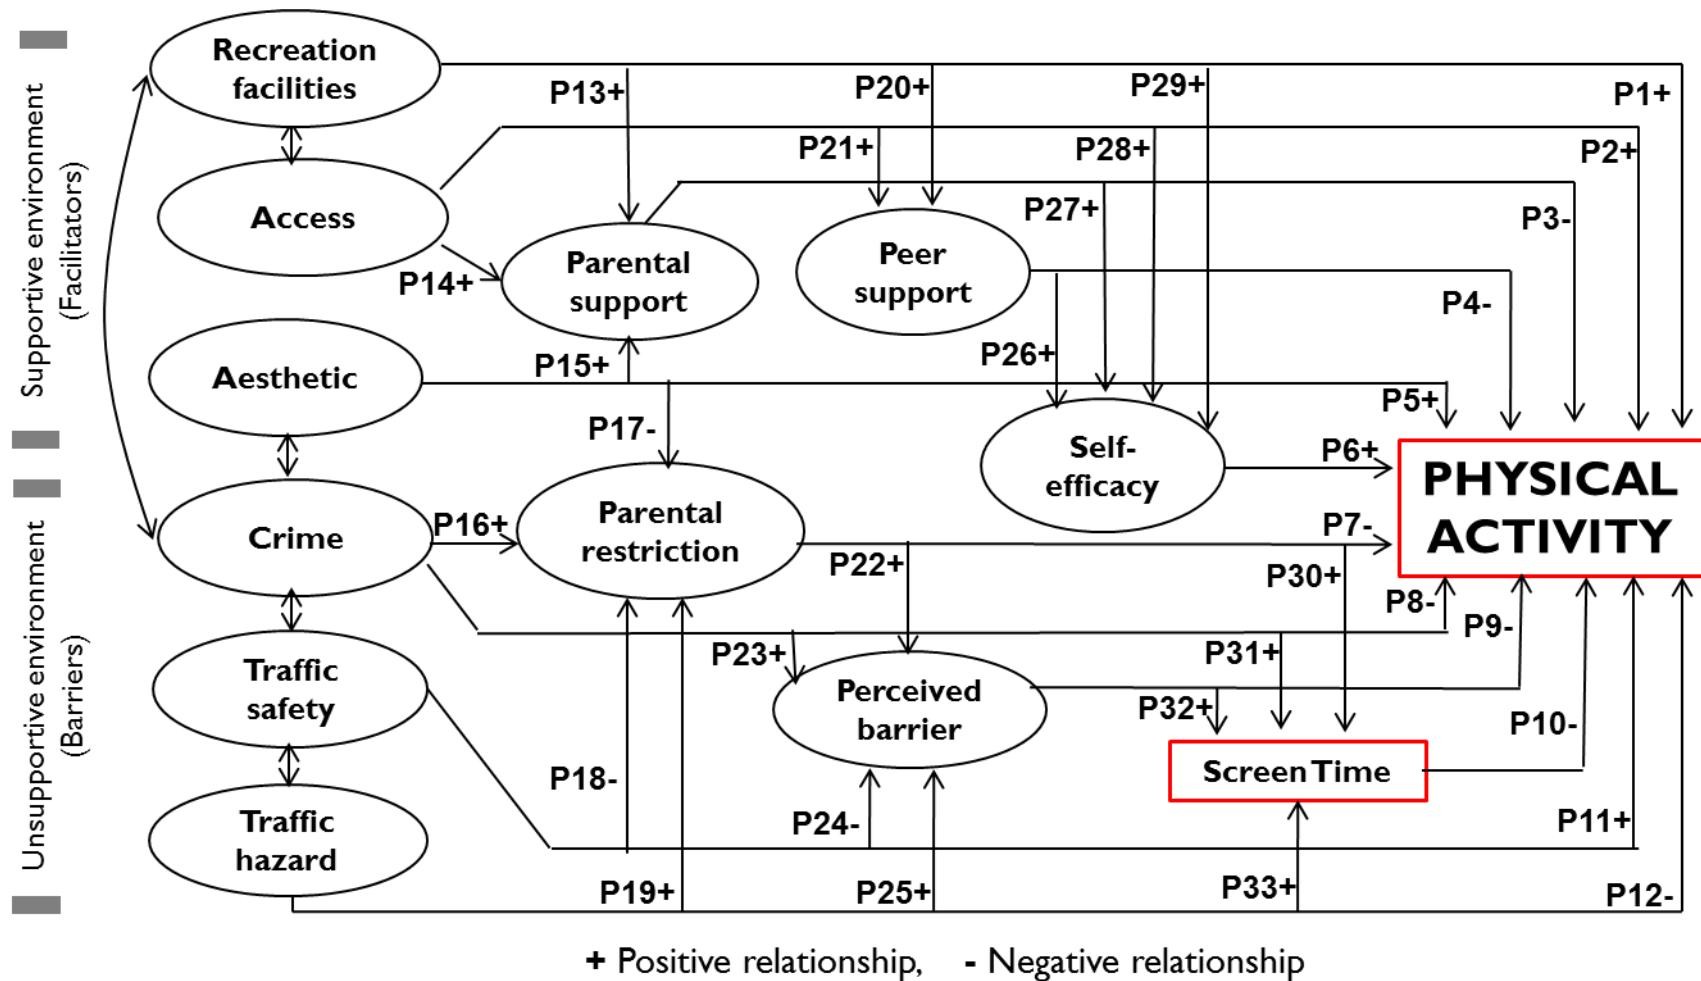 Supportive environment
(Facilitators)
Unsupportive environment
(Barriers)
Recreation
facilities
Access
Aesthetic
Crime
Traffic
safety
Traffic
hazard
Parental
support
Peer
support
Parental
restriction
Self-
efficacy
Perceived
barrier
Screen Time
PHYSICAL
ACTIVITY
P13+
P20+
P29+
P1+
P21+
P28+
P2+
P27+
P3-
P14+
P4-
P15+
P26+
P5+
P17-
P6+
P16+
P7-
P22+
P30+
P8-
P9-
P23+
P31+
P32+
P10-
P18-
P24-
P11+
P19+
P25+
P33+
P12-
+ Positive relationship, - Negative relationship